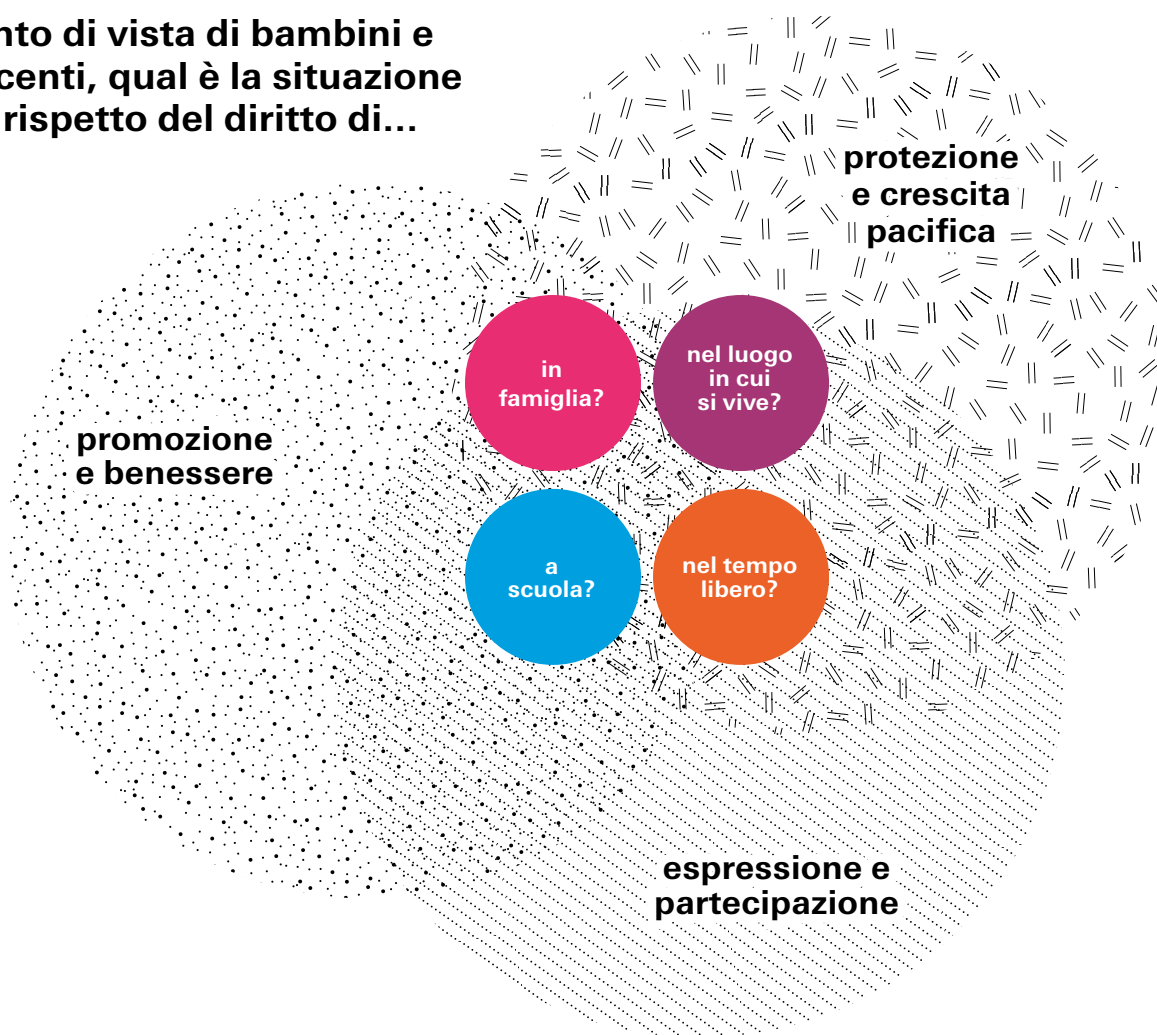 nto di vista di bambini e
centi, qual è la situazione
rispetto del diritto di…
protezione
e crescita
pacifica
in
famiglia?
nel luogo
in cui
si vive?
promozione
e benessere
a
scuola?
nel tempo
libero?
espressione e
partecipazione